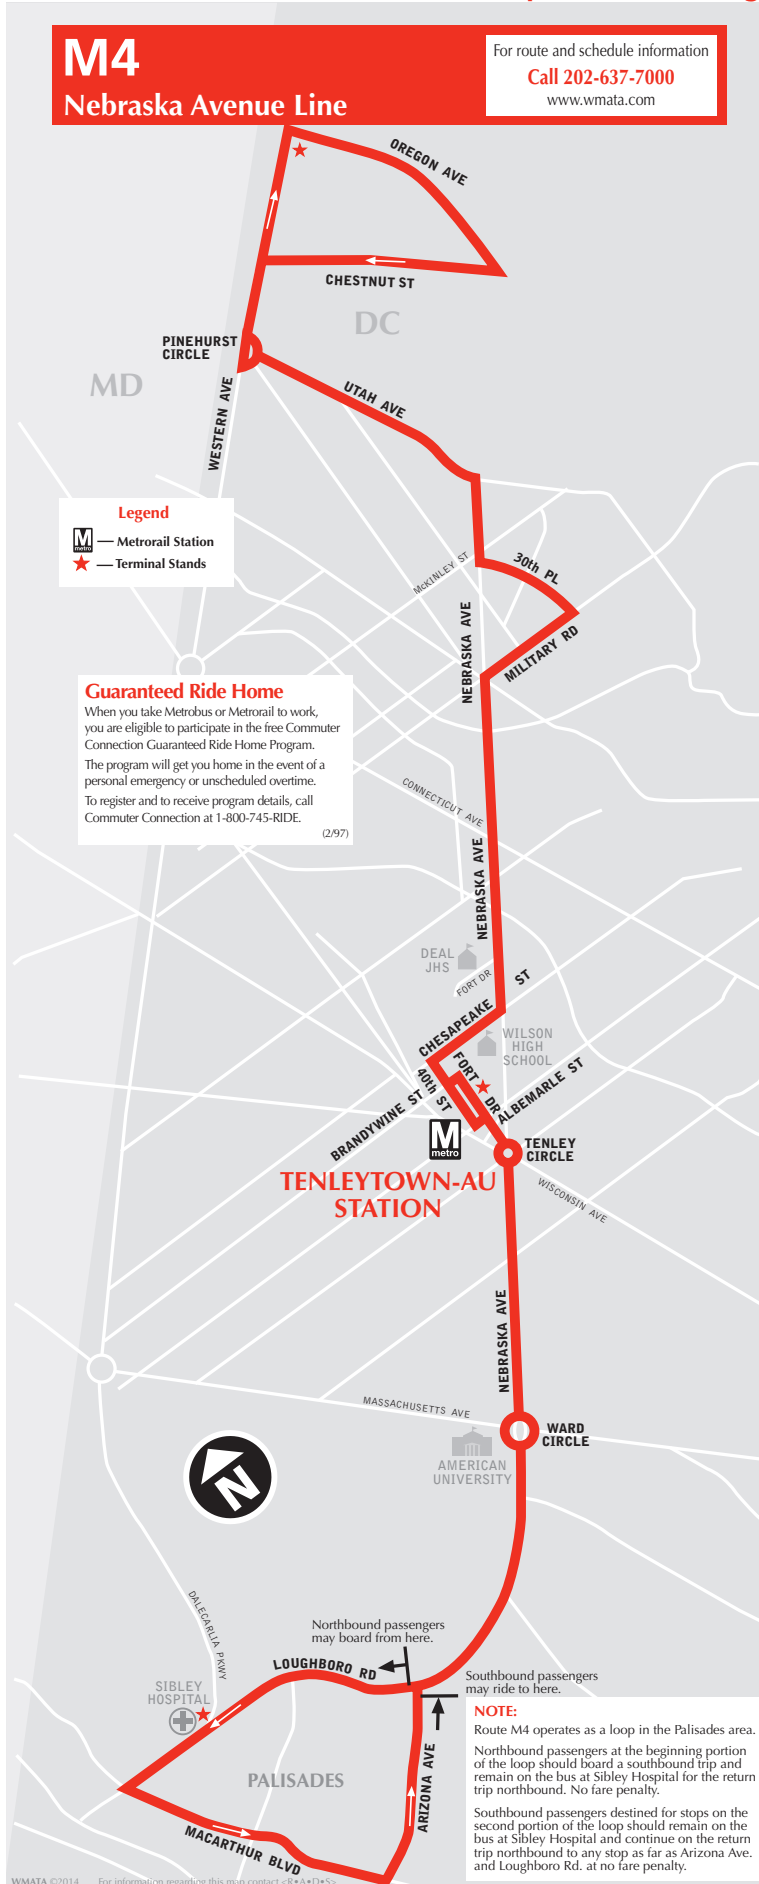 M4
Nebraska Avenue Line
For route and schedule information
Call 202-637-7000
www.wmata.com
OREGON AVE
CHESTNUT ST
DC
PINEHURST
CIRCLE
MD
WESTERN AVE
UTAH AVE
Legend
M
metro
— Metrorail Station
— Terminal Stands
McKINLEY ST
30th PL
NEBRASKA AVE
MILITARY RD
Guaranteed Ride Home
When you take Metrobus or Metrorail to work,
you are eligible to participate in the free Commuter
Connection Guaranteed Ride Home Program.
The program will get you home in the event of a
personal emergency or unscheduled overtime.
To register and to receive program details, call
Commuter Connection at 1-800-745-RIDE.
(2/97)
CONNECTICUT AVE
NEBRASKA AVE
DEAL
JHS
FORT DR
CHESAPEAKE ST
WILSON
HIGH
SCHOOL
FORT DR
40th ST
BRANDYWINE ST
ALBEMARLE ST
M
metro
TENLEY
CIRCLE
TENLEYTOWN-AU
STATION
WISCONSIN AVE
NEBRASKA AVE
MASSACHUSETTS AVE
WARD
CIRCLE
AMERICAN
UNIVERSITY
N
DALECARLIA PKWY
Northbound passengers
may board from here.
LOUGHBORO RD
Southbound passengers
may ride to here.
SIBLEY
HOSPITAL
PALISADES
ARIZONA AVE
MACARTHUR BLVD
NOTE:
Route M4 operates as a loop in the Palisades area.
Northbound passengers at the beginning portion
of the loop should board a southbound trip and
remain on the bus at Sibley Hospital for the return
trip northbound. No fare penalty.
Southbound passengers destined for stops on the
second portion of the loop should remain on the
bus at Sibley Hospital and continue on the return
trip northbound to any stop as far as Arizona Ave.
and Loughboro Rd. at no fare penalty.
WMATA ©2014 For information regarding this map contact <R•A•D•S>